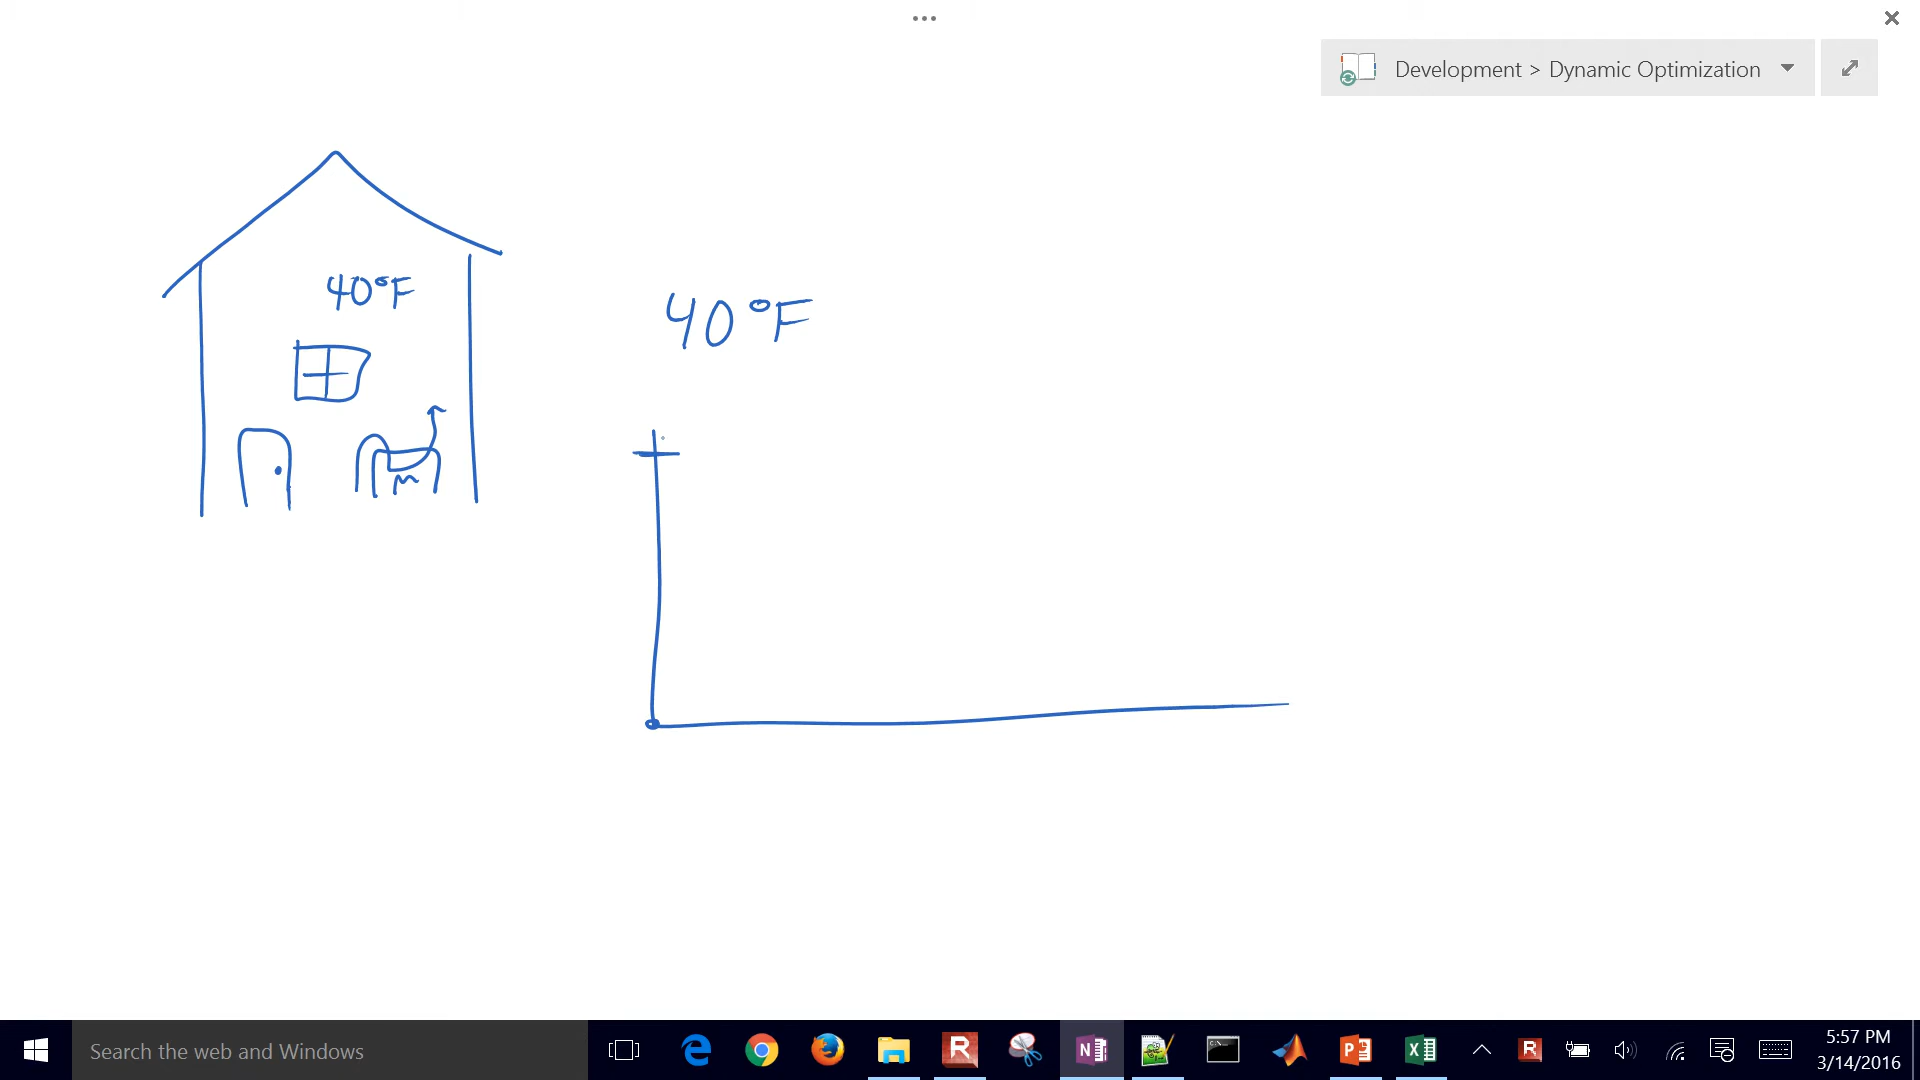 Development > Dynamic Optimization
40°F
40°F
Search the web and Windows
5:57 PM
3/14/2016